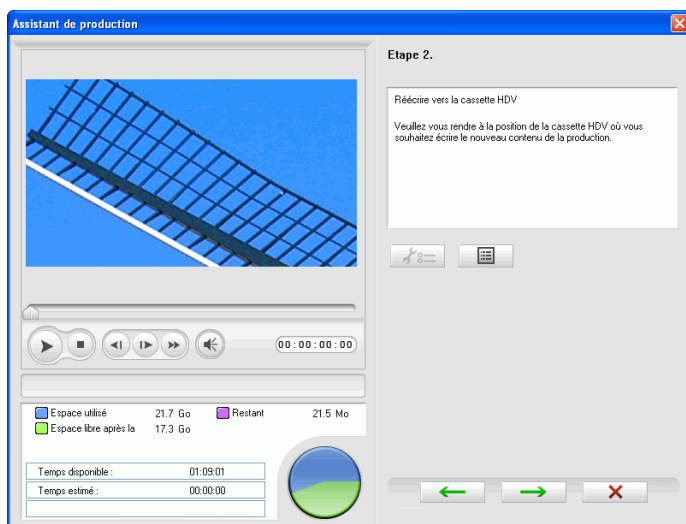 Assistant de production
Etape 2.
Réécrire vers la cassette HDV
Veuillez vous rendre à la position de la cassette HDV où vous
souhaitez écrire le nouveau contenu de la production.
00:00:00:00
Espace utilisé 21.7 Go Restant 21.5 Mo
Espace libre après la 17.3 Go
Temps disponible : 01:09:01
Temps estimé : 00:00:00